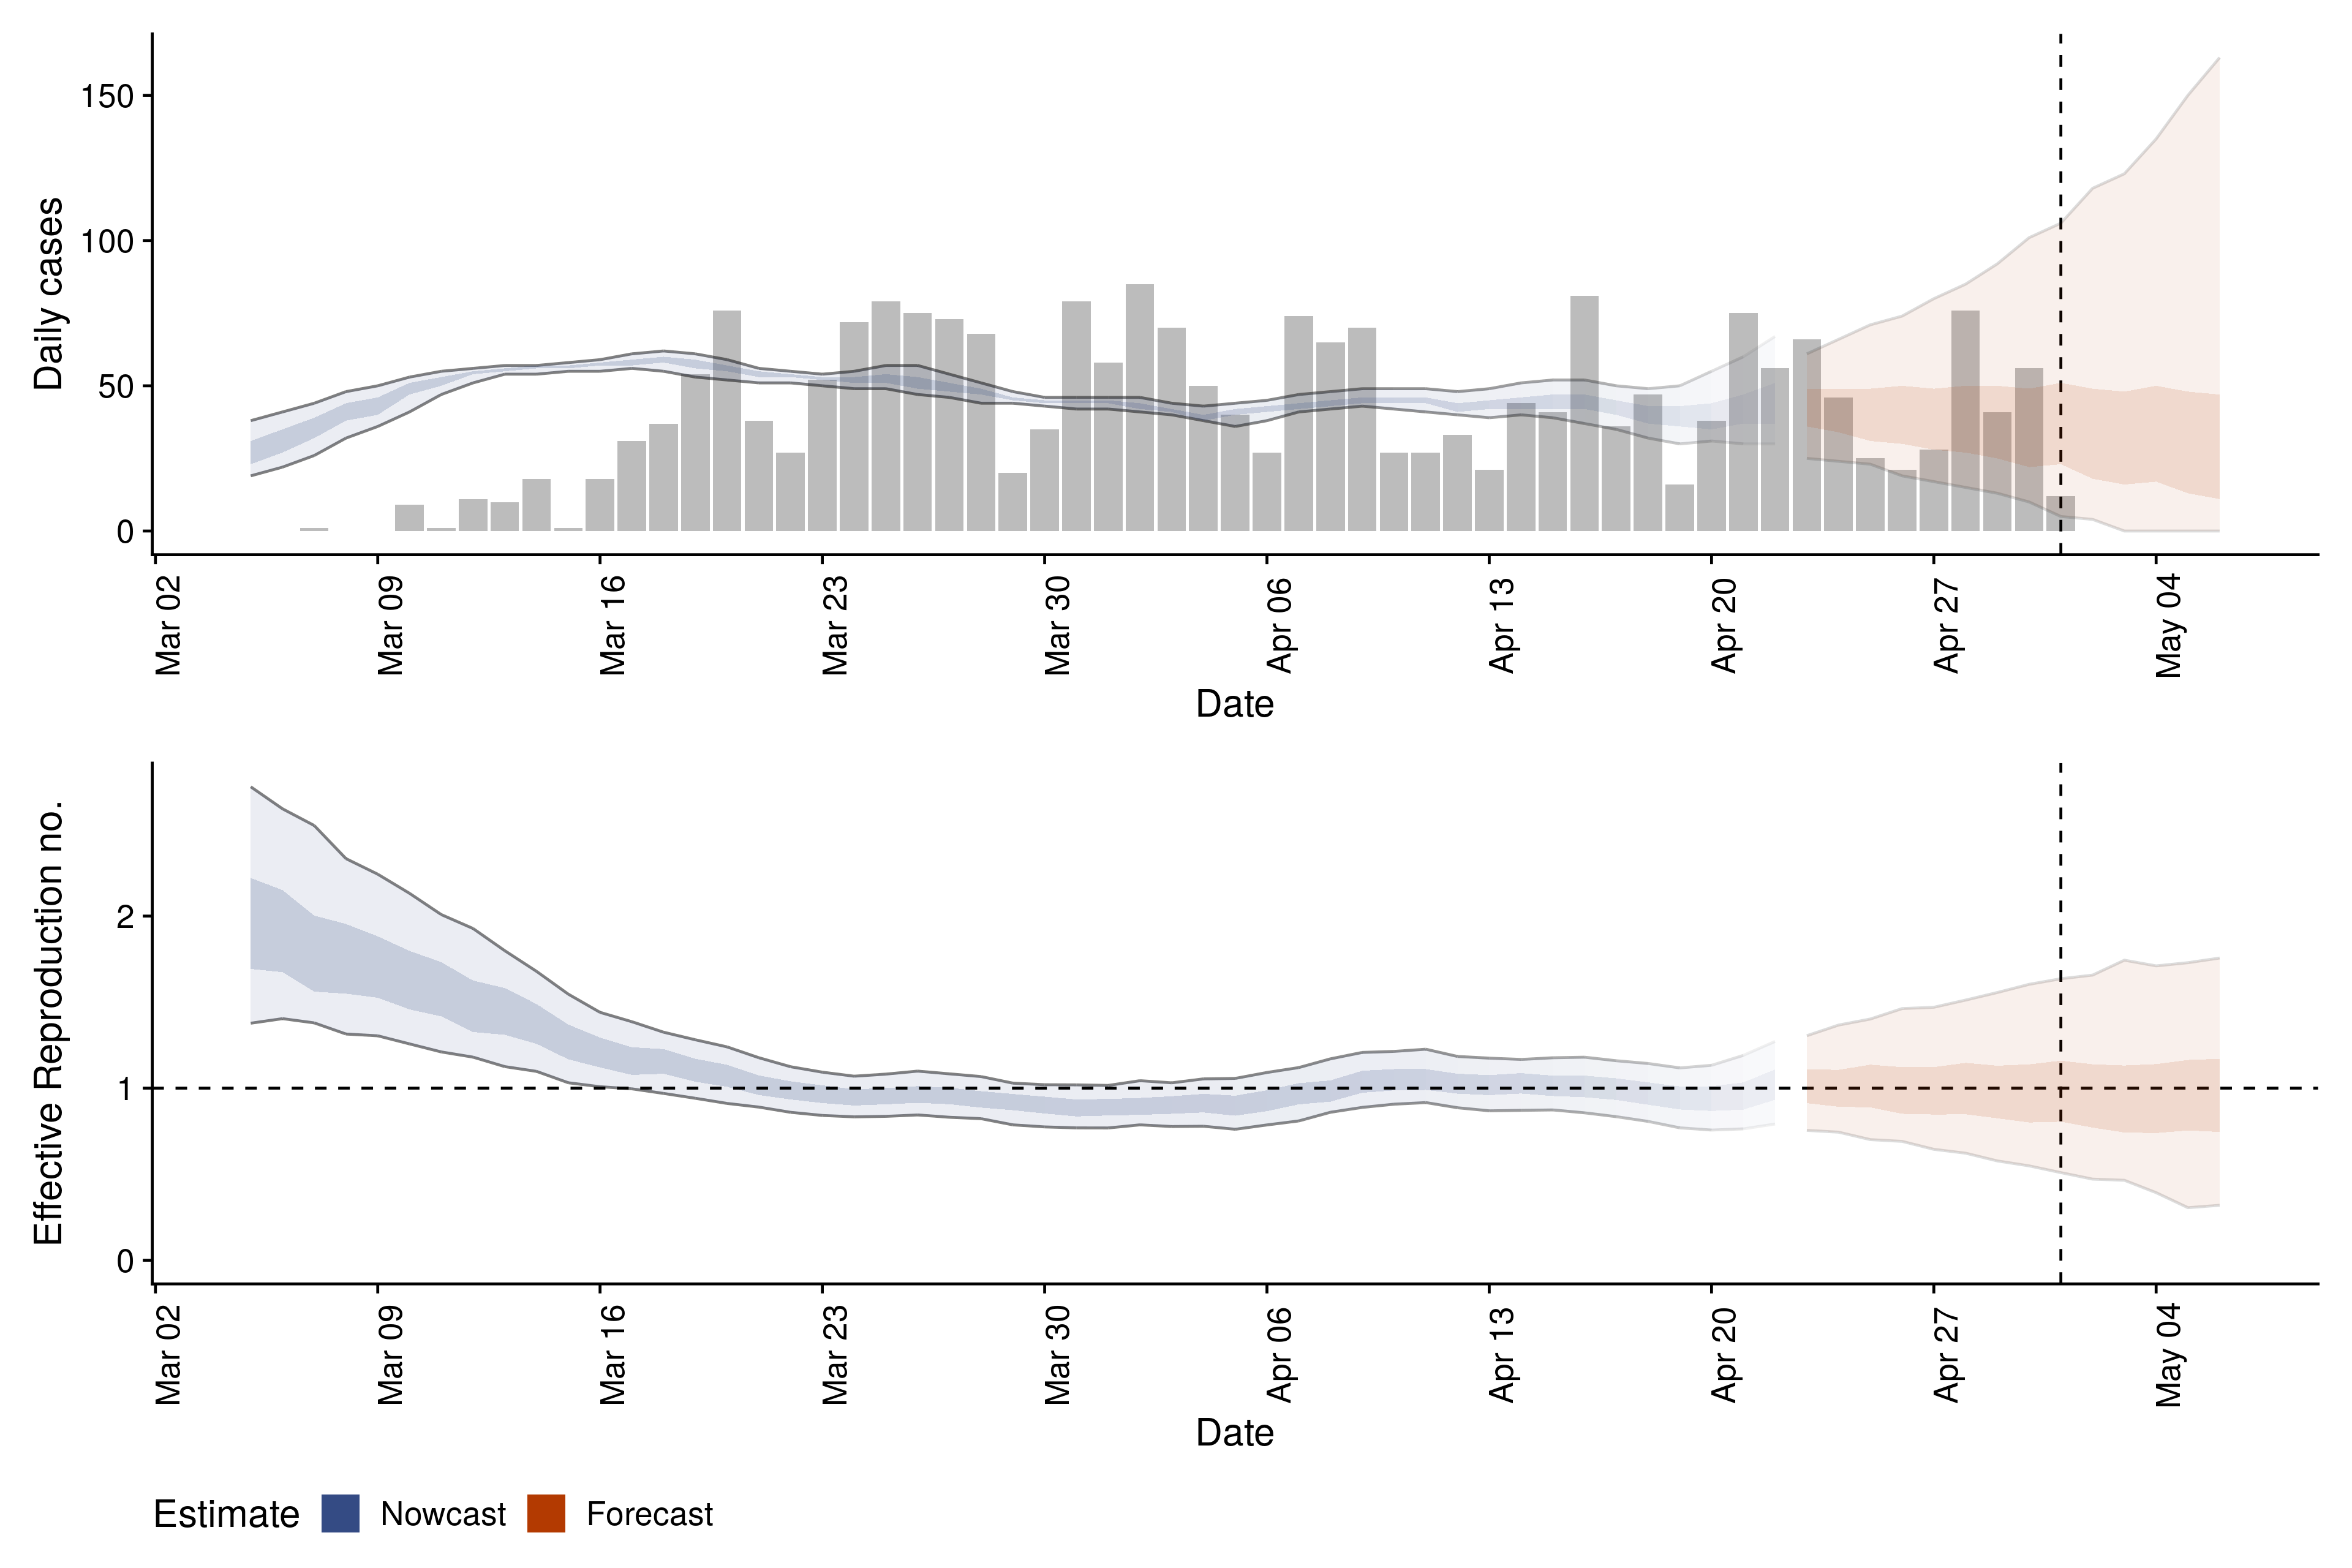 Daily cases
150
100
50
0
Mar 02
Mar 09
Mar 16
Mar 23
Mar 30
Apr 06
Apr 13
Apr 20
Apr 27
May 04
Date
Effective Reproduction no.
2
1
0
Mar 02
Mar 09
Mar 16
Mar 23
Mar 30
Apr 06
Apr 13
Apr 20
Apr 27
May 04
Date
Estimate Nowcast Forecast